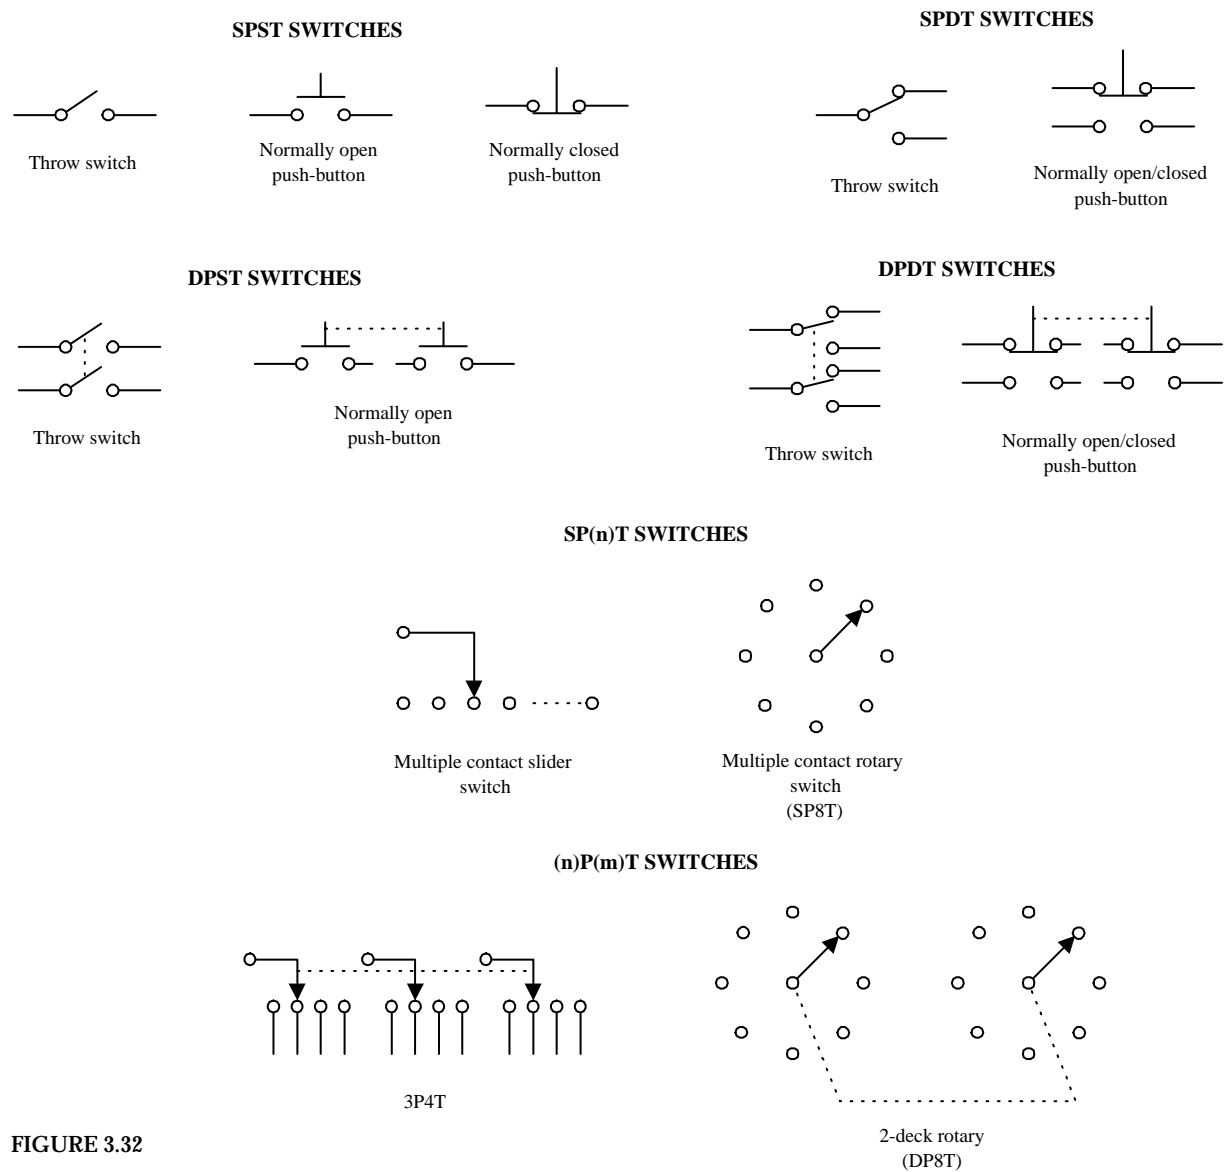 SPST SWITCHES
SPDT SWITCHES
Throw switch
Normally open
push-button
Normally closed
push-button
Throw switch
Normally open/closed
push-button
DPST SWITCHES
DPDT SWITCHES
Throw switch
Normally open
push-button
Throw switch
Normally open/closed
push-button
SP(n)T SWITCHES
Multiple contact slider
switch
Multiple contact rotary
switch
(SP8T)
(n)P(m)T SWITCHES
3P4T
2-deck rotary
(DP8T)
FIGURE 3.32